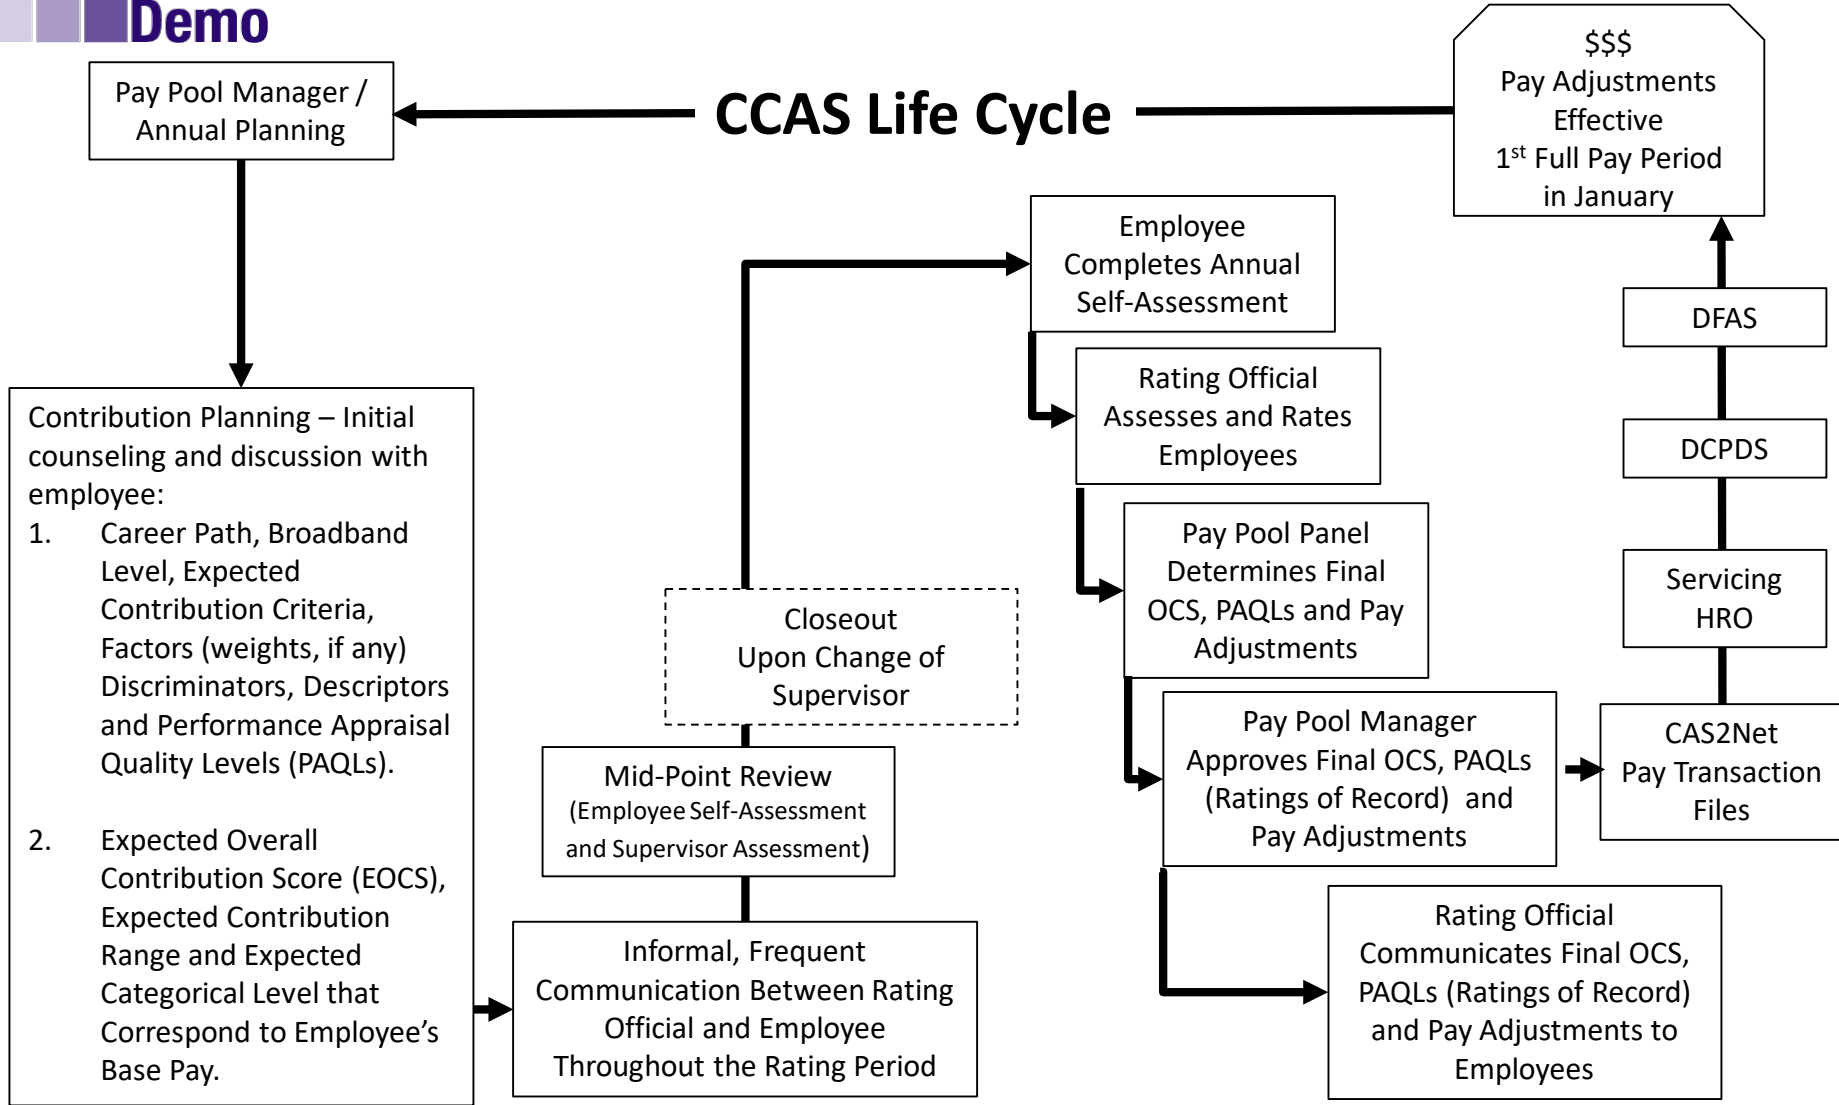 Demo
CCAS Life Cycle
Pay Pool Manager /
Annual Planning
Contribution Planning – Initial
counseling and discussion with
employee:
1. Career Path, Broadband
Level, Expected
Contribution Criteria,
Factors (weights, if any)
Discriminators, Descriptors
and Performance Appraisal
Quality Levels (PAQLs).
2. Expected Overall
Contribution Score (EOCS),
Expected Contribution
Range and Expected
Categorical Level that
Correspond to Employee’s
Base Pay.
Informal, Frequent
Communication Between Rating
Official and Employee
Throughout the Rating Period
Mid-Point Review
(Employee Self-Assessment
and Supervisor Assessment)
Closeout
Upon Change of
Supervisor
Employee
Completes Annual
Self-Assessment
Rating Official
Assesses and Rates
Employees
Pay Pool Panel
Determines Final
OCS, PAQLs and Pay
Adjustments
Pay Pool Manager
Approves Final OCS, PAQLs
(Ratings of Record) and
Pay Adjustments
Rating Official
Communicates Final OCS,
PAQLs (Ratings of Record)
and Pay Adjustments to
Employees
CAS2Net
Pay Transaction
Files
Servicing
HRO
DCPDS
DFAS
$$$
Pay Adjustments
Effective
1st Full Pay Period
in January